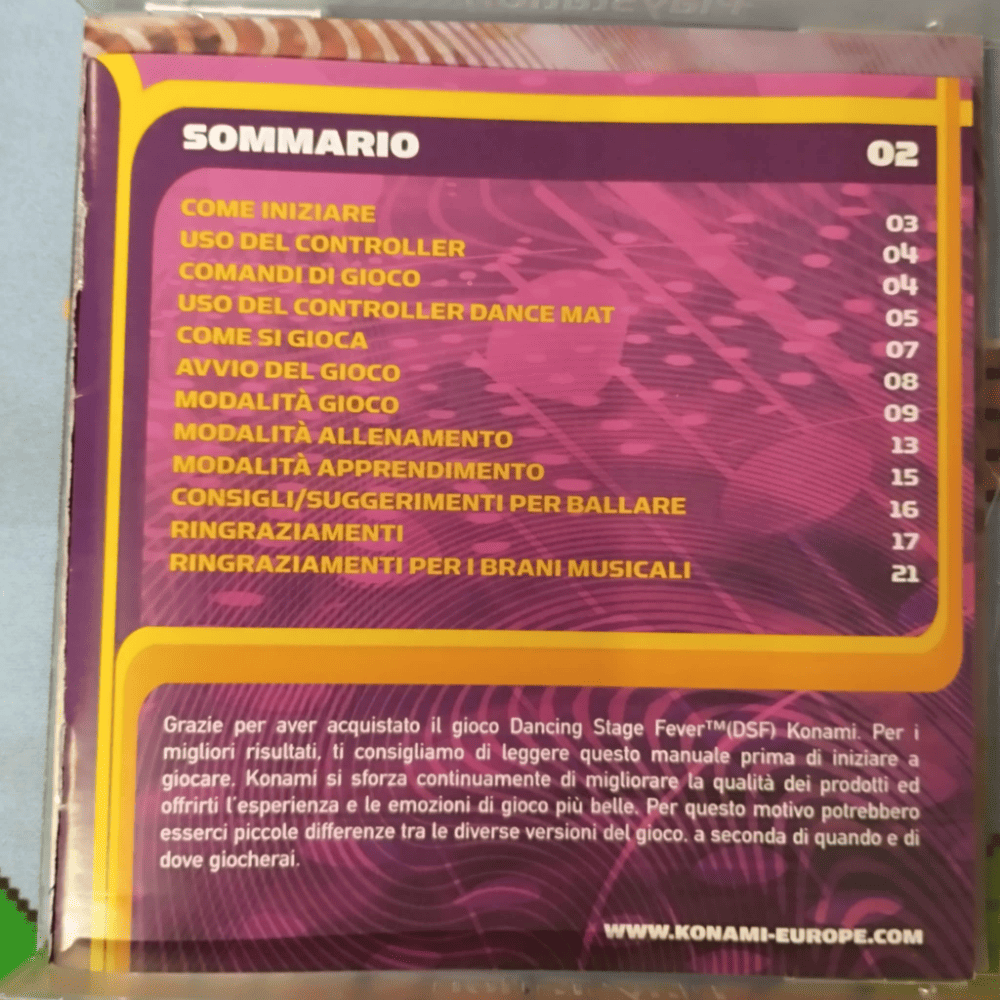 SOMMARIO 02
COME INIZIARE 03
USO DEL CONTROLLER 04
COMANDI DI GIOCO 04
USO DEL CONTROLLER DANCE MAT 05
COME SI GIOCA 07
AVVIO DEL GIOCO 08
MODALITÀ GIOCO 09
MODALITÀ ALLENAMENTO 13
MODALITÀ APPRENDIMENTO 15
CONSIGLI/SUGGERIMENTI PER BALLARE 16
RINGRAZIAMENTI 17
RINGRAZIAMENTI PER I BRANI MUSICALI 21
Grazie per aver acquistato il gioco Dancing Stage Fever™(DSF) Konami. Per i
migliori risultati, ti consigliamo di leggere questo manuale prima di iniziare a
giocare. Konami si sforza continuamente di migliorare la qualità dei prodotti ed
offrirti l'esperienza e le emozioni di gioco più belle. Per questo motivo potrebbero
esserci piccole differenze tra le diverse versioni del gioco, a seconda di quando e di
dove giocherai.
WWW.KONAMI-EUROPE.COM